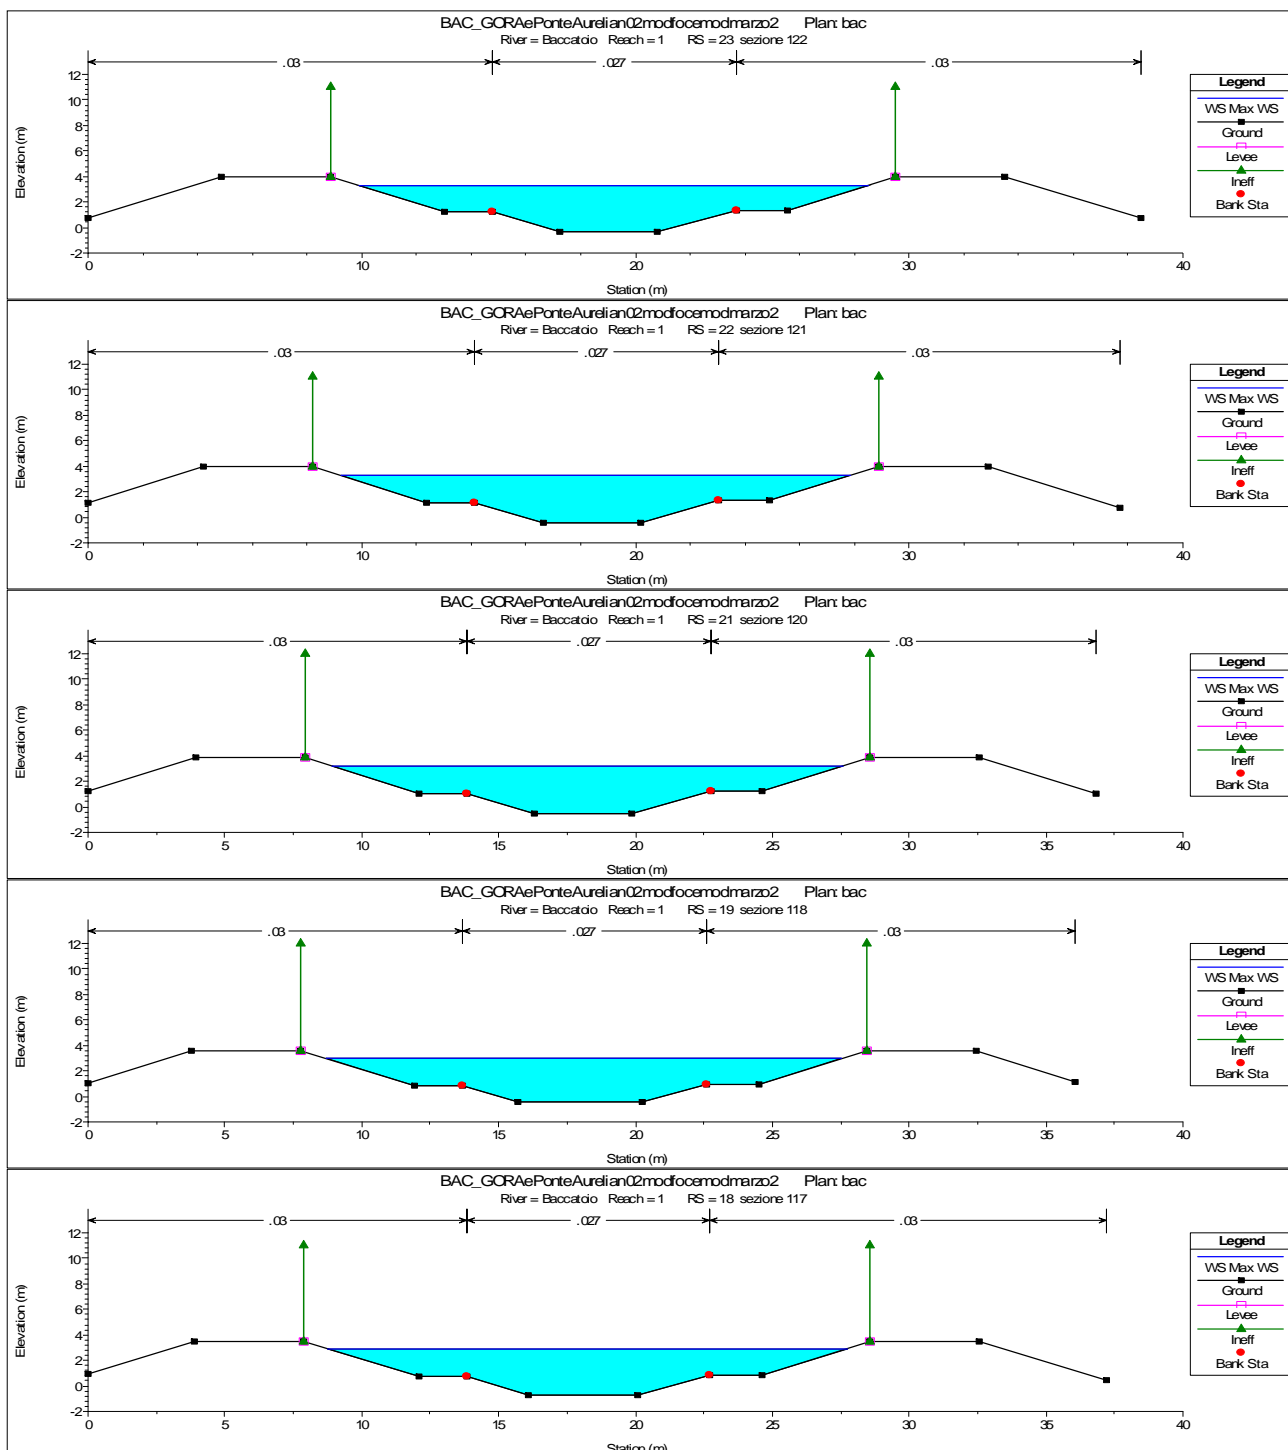 BAC_GORAePonteAurelian02modfocemodmarzo2 Plan: bac
River = Baccatoio Reach = 1 RS = 23 sezione 122
.03 .027 .03
Elevation (m)
12
10
8
6
4
2
0
-2
0 10 20 30 40
Station (m)
Legend
WS Max WS
Ground
Levee
Ineff
Bank Sta
BAC_GORAePonteAurelian02modfocemodmarzo2 Plan: bac
River = Baccatoio Reach = 1 RS = 22 sezione 121
.03 .027 .03
Elevation (m)
12
10
8
6
4
2
0
-2
0 10 20 30 40
Station (m)
Legend
WS Max WS
Ground
Levee
Ineff
Bank Sta
BAC_GORAePonteAurelian02modfocemodmarzo2 Plan: bac
River = Baccatoio Reach = 1 RS = 21 sezione 120
.03 .027 .03
Elevation (m)
12
10
8
6
4
2
0
-2
0 5 10 15 20 25 30 35 40
Station (m)
Legend
WS Max WS
Ground
Levee
Ineff
Bank Sta
BAC_GORAePonteAurelian02modfocemodmarzo2 Plan: bac
River = Baccatoio Reach = 1 RS = 19 sezione 118
.03 .027 .03
Elevation (m)
12
10
8
6
4
2
0
-2
0 5 10 15 20 25 30 35 40
Station (m)
Legend
WS Max WS
Ground
Levee
Ineff
Bank Sta
BAC_GORAePonteAurelian02modfocemodmarzo2 Plan: bac
River = Baccatoio Reach = 1 RS = 18 sezione 117
.03 .027 .03
Elevation (m)
12
10
8
6
4
2
0
-2
0 5 10 15 20 25 30 35 40
Station (m)
Legend
WS Max WS
Ground
Levee
Ineff
Bank Sta